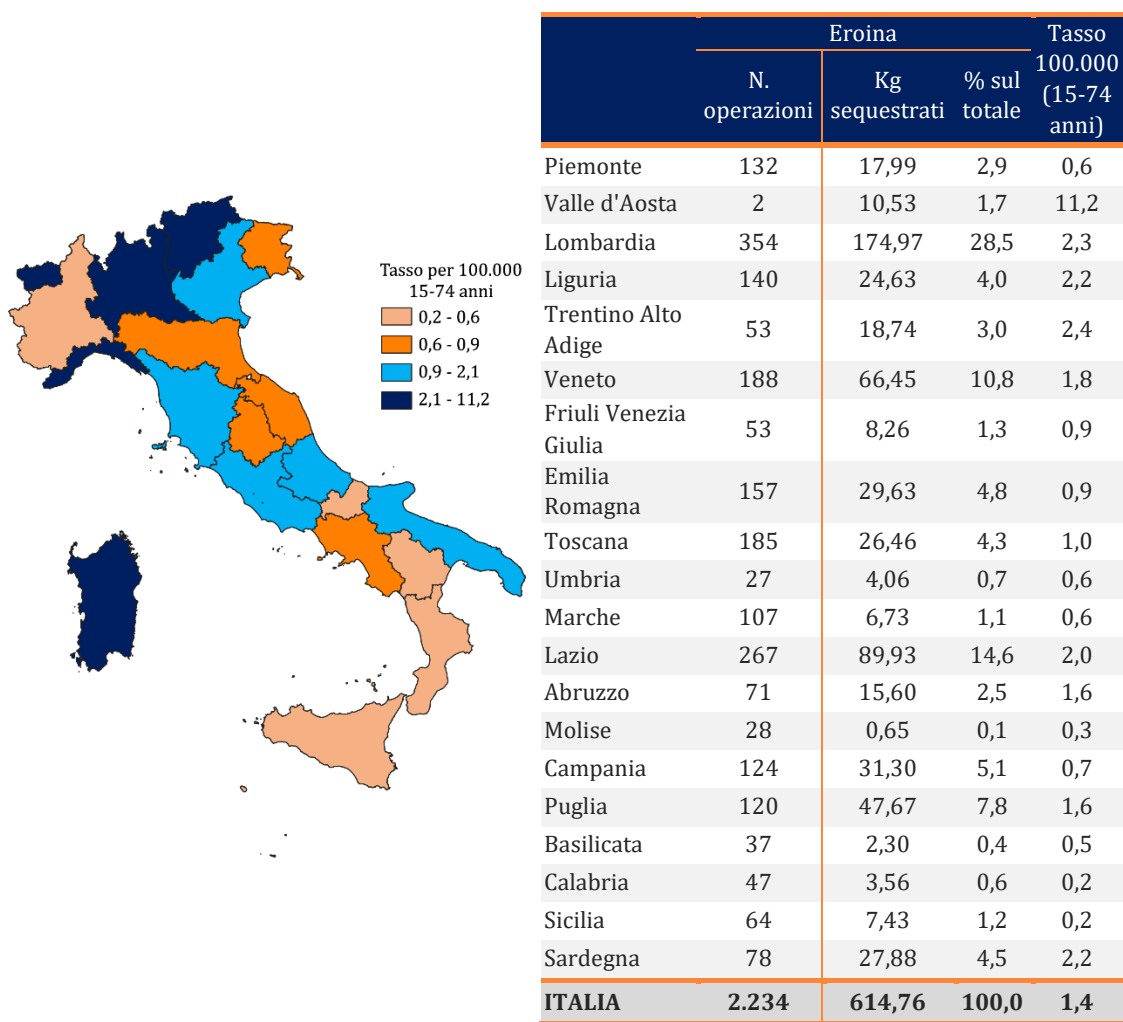 Tasso per 100.000
15-74 anni
0,2 - 0,6
0,6 - 0,9
0,9 - 2,1
2,1 - 11,2
Eroina Tasso 100.000 (15-74 anni)
N. operazioni Kg sequestrati % sul totale
Piemonte 132 17,99 2,9 0,6
Valle d'Aosta 2 10,53 1,7 11,2
Lombardia 354 174,97 28,5 2,3
Liguria 140 24,63 4,0 2,2
Trentino Alto Adige 53 18,74 3,0 2,4
Veneto 188 66,45 10,8 1,8
Friuli Venezia Giulia 53 8,26 1,3 0,9
Emilia Romagna 157 29,63 4,8 0,9
Toscana 185 26,46 4,3 1,0
Umbria 27 4,06 0,7 0,6
Marche 107 6,73 1,1 0,6
Lazio 267 89,93 14,6 2,0
Abruzzo 71 15,60 2,5 1,6
Molise 28 0,65 0,1 0,3
Campania 124 31,30 5,1 0,7
Puglia 120 47,67 7,8 1,6
Basilicata 37 2,30 0,4 0,5
Calabria 47 3,56 0,6 0,2
Sicilia 64 7,43 1,2 0,2
Sardegna 78 27,88 4,5 2,2
ITALIA 2.234 614,76 100,0 1,4